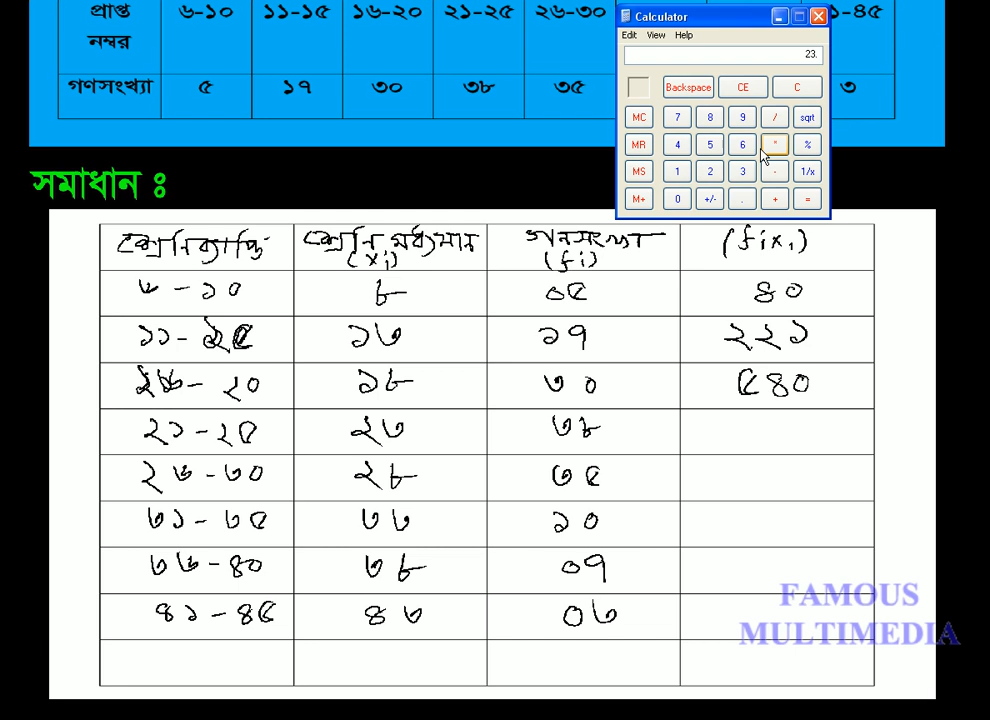 প্রাপ্ত নম্বর ৬-১০ ১১-১৫ ১৬-২০ ২১-২৫ ২৬-৩০ ১-৪৫
গণসংখ্যা ৫ ১৭ ৩০ ৩৮ ৩৫ ৩
Calculator
Edit View Help
23.
Backspace CE C
MC 7 8 9 / sqrt
MR 4 5 6 * %
MS 1 2 3 - 1/x
M+ 0 +/- . + =
সমাধান ঃ
শ্রেনিব্যাপ্তি শ্রেনি মধ্যমান (xi) গনসংখ্যা (fi) (fixi)
৬ - ১০ ৮ ০৫ ৪০
১১ - ১৫ ১৩ ১৭ ২২১
১৬ - ২০ ১৮ ৩০ ৫৪০
২১ - ২৫ ২৩ ৩৮
২৬ - ৩০ ২৮ ৩৫
৩১ - ৩৫ ৩৩ ১০
৩৬ - ৪০ ৩৮ ০৭
৪১ - ৪৫ ৪৩ ০৩
FAMOUS
MULTIMEDIA